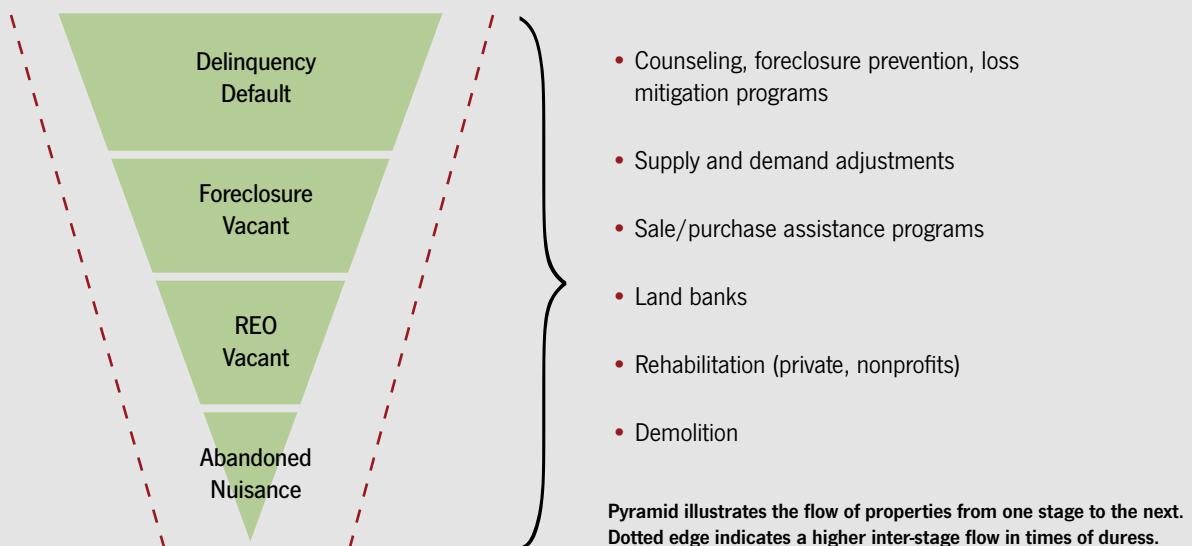 Delinquency
Default
Foreclosure
Vacant
REO
Vacant
Abandoned
Nuisance
• Counseling, foreclosure prevention, loss
mitigation programs
• Supply and demand adjustments
• Sale/purchase assistance programs
• Land banks
• Rehabilitation (private, nonprofits)
• Demolition
Pyramid illustrates the flow of properties from one stage to the next.
Dotted edge indicates a higher inter-stage flow in times of duress.